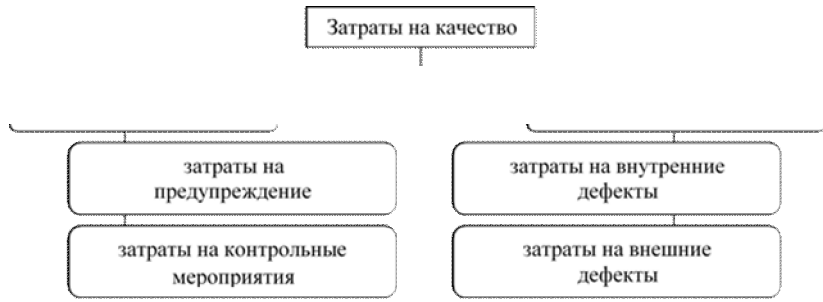 Затраты на качество
затраты на
предупреждение
затраты на внутренние
дефекты
затраты на контрольные
мероприятия
затраты на внешние
дефекты